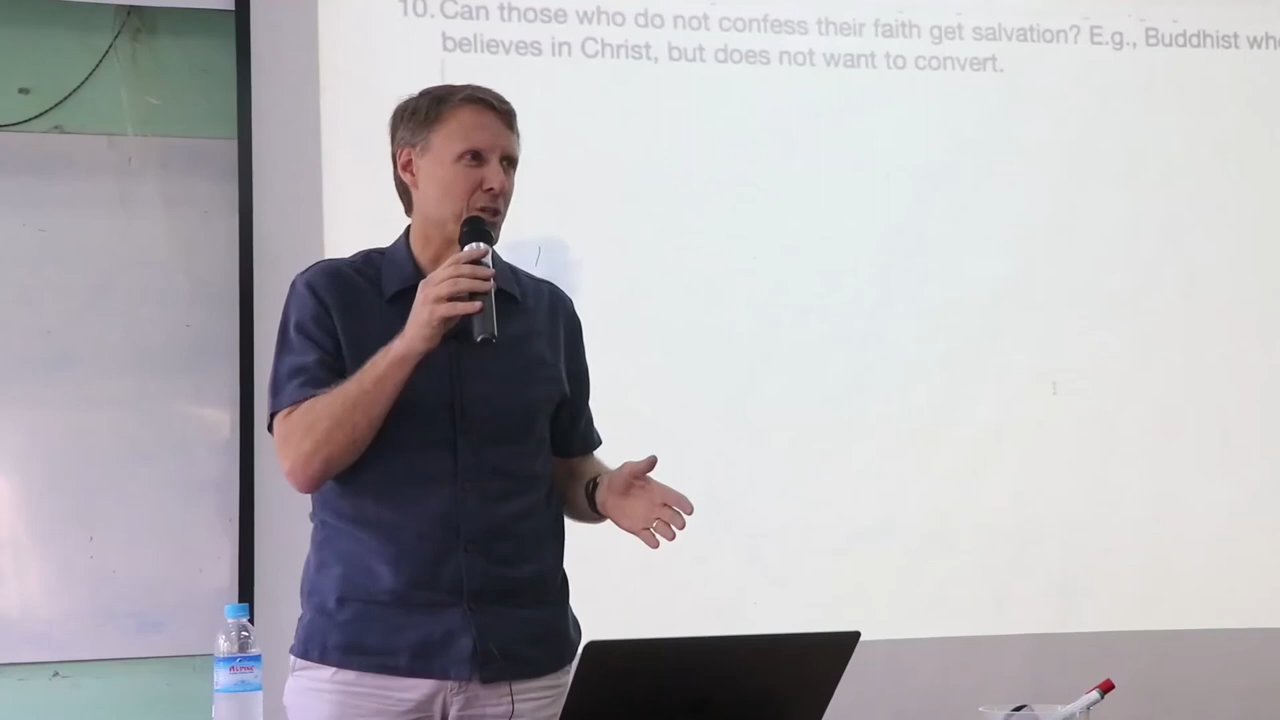 10. Can those who do not confess their faith get salvation? E.g., Buddhist who
believes in Christ, but does not want to convert.
ALPINE